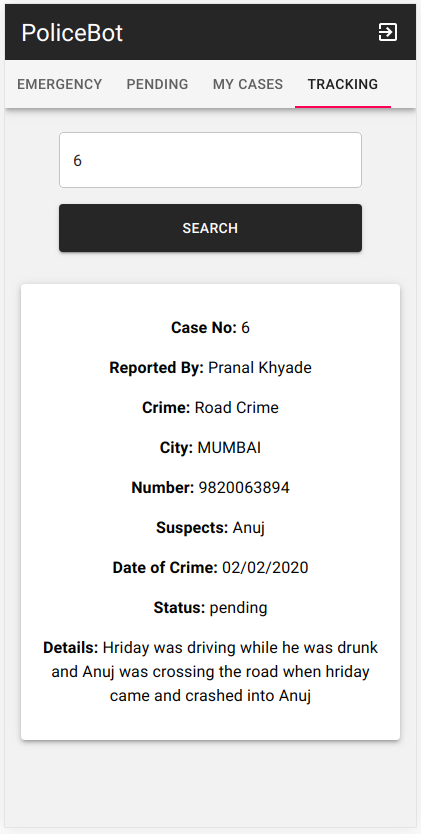 PoliceBot
EMERGENCY PENDING MY CASES TRACKING
6
SEARCH
Case No: 6
Reported By: Pranal Khyade
Crime: Road Crime
City: MUMBAI
Number: 9820063894
Suspects: Anuj
Date of Crime: 02/02/2020
Status: pending
Details: Hriday was driving while he was drunk
and Anuj was crossing the road when hriday
came and crashed into Anuj